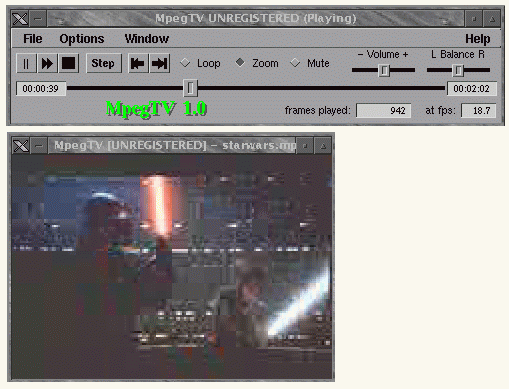 MpegTV UNREGISTERED (Playing)
File Options Window Help
Step Loop Zoom Mute - Volume + L Balance R
00:00:39 00:02:02
MpegTV 1.0 frames played: 942 at fps: 18.7
MpegTV [UNREGISTERED] - starwars.mp